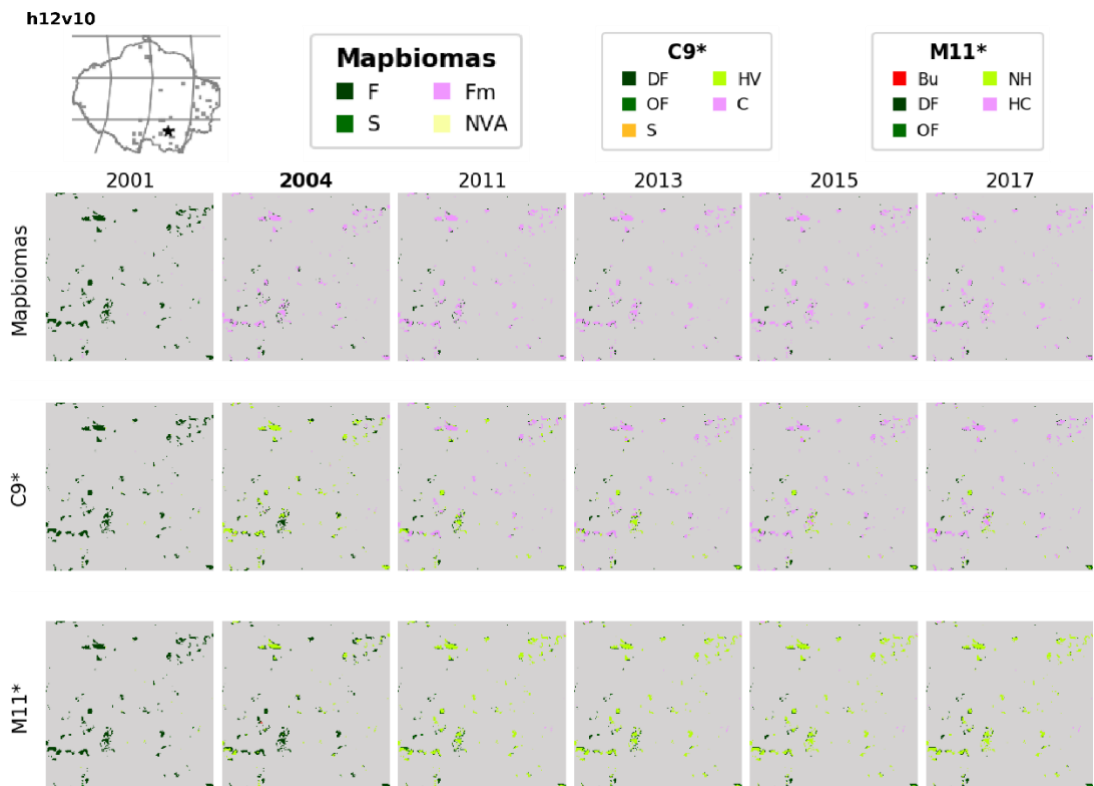 h12v10
Mapbiomas
F Fm
S NVA
C9*
DF HV
OF C
S
M11*
Bu NH
DF HC
OF
2001 2004 2011 2013 2015 2017
Mapbiomas
C9*
M11*